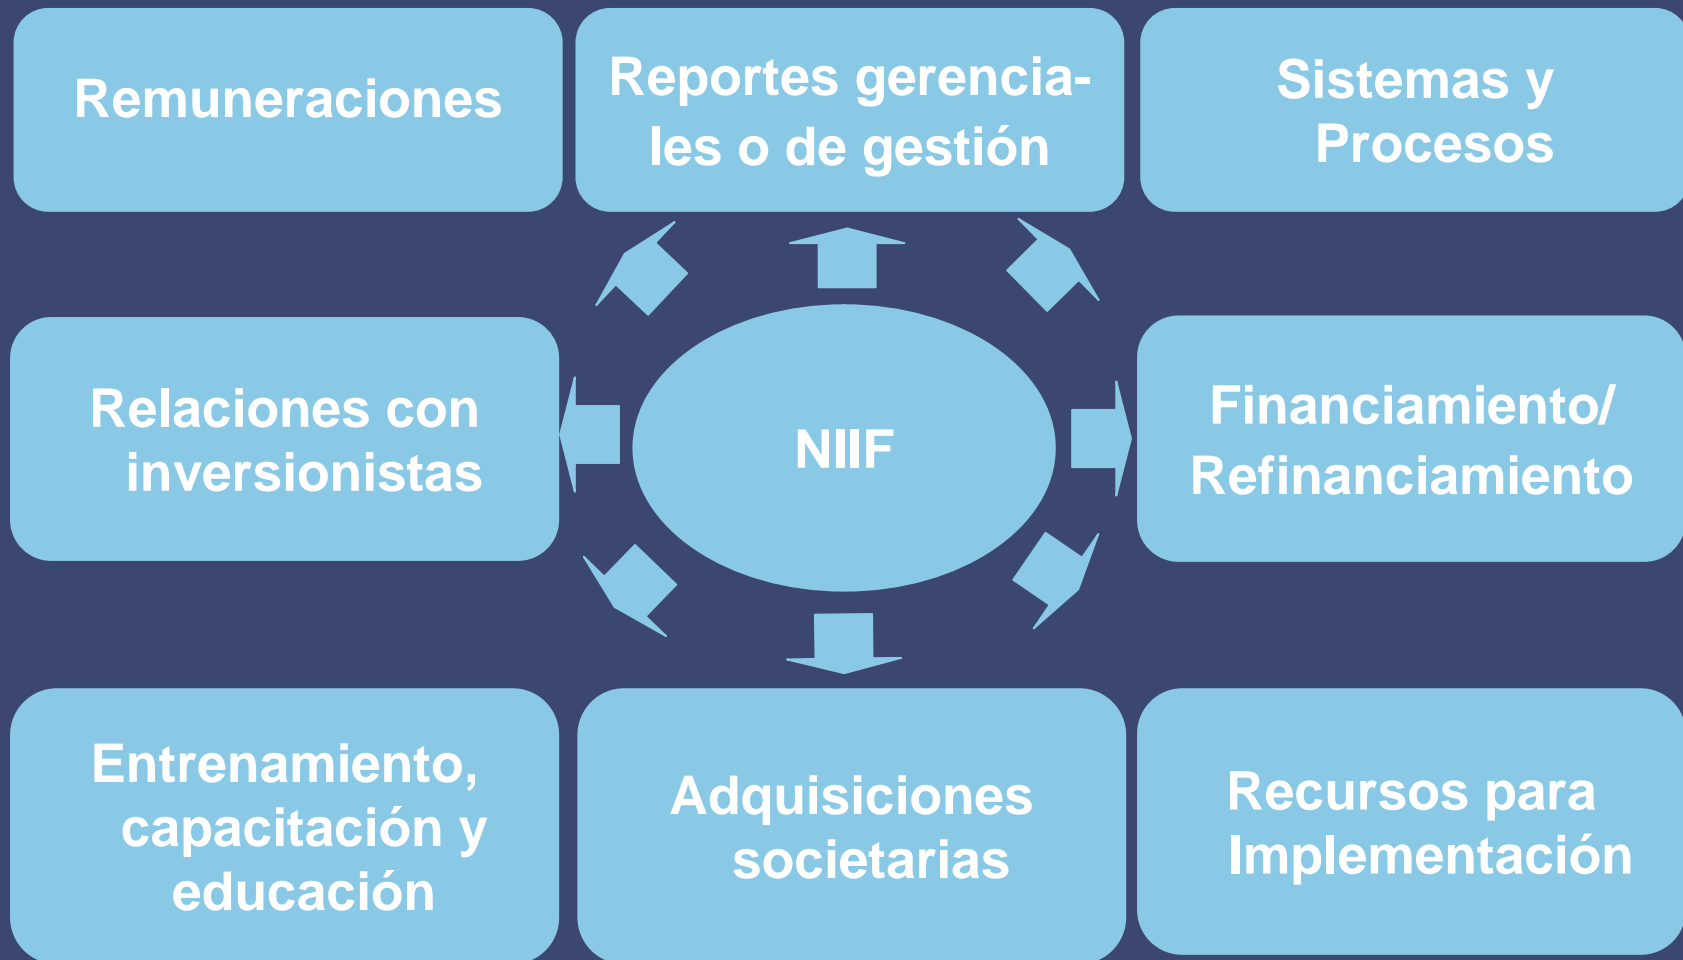 Remuneraciones
Reportes gerencia-
les o de gestión
Sistemas y
Procesos
Relaciones con
inversionistas
NIIF
Financiamiento/
Refinanciamiento
Entrenamiento,
capacitación y
educación
Adquisiciones
societarias
Recursos para
Implementación